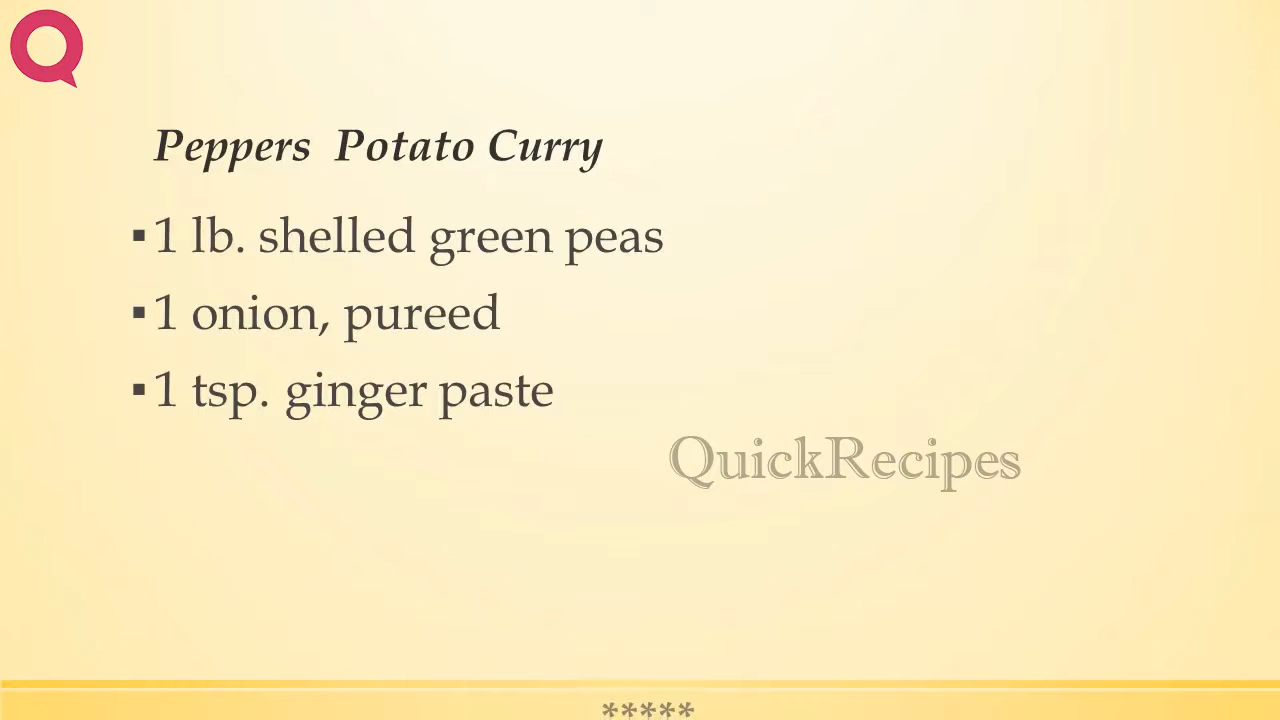 Peppers  Potato Curry
▪1 lb. shelled green peas
▪1 onion, pureed
▪1 tsp. ginger paste
QuickRecipes
*****